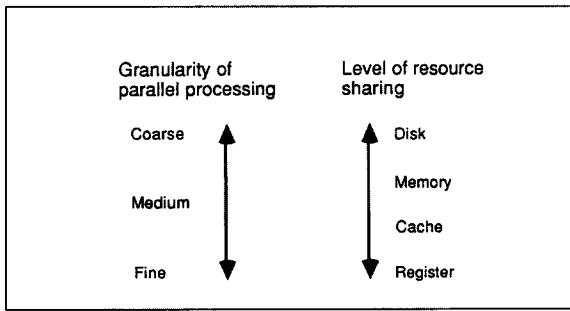 Granularity of
parallel processing
Coarse
Medium
Fine
Level of resource
sharing
Disk
Memory
Cache
Register